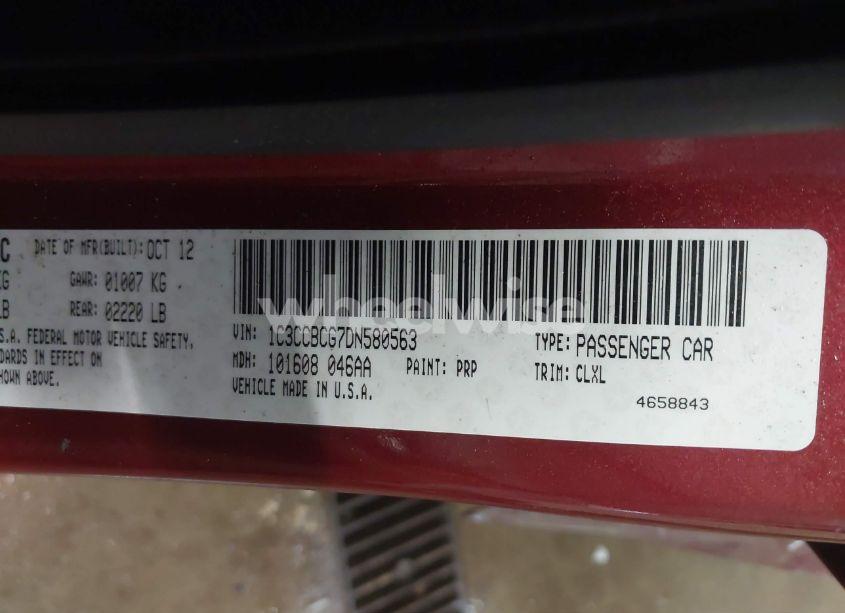 C DATE OF MFR(BUILT): OCT 12
KG GAWR: 01007 KG
LB REAR: 02220 LB
S.A. FEDERAL MOTOR VEHICLE SAFETY.
DARDS IN EFFECT ON
HOWN ABOVE.
wheelwise
VIN: 1C3CCBCG7DN580563 TYPE: PASSENGER CAR
MDH: 101608 046AA PAINT: PRP TRIM: CLXL
VEHICLE MADE IN U.S.A. 4658843